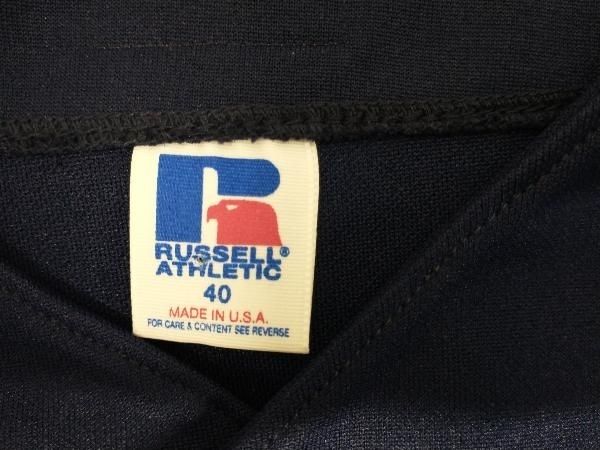 RUSSELL®
ATHLETIC
40
MADE IN U.S.A.
FOR CARE & CONTENT SEE REVERSE